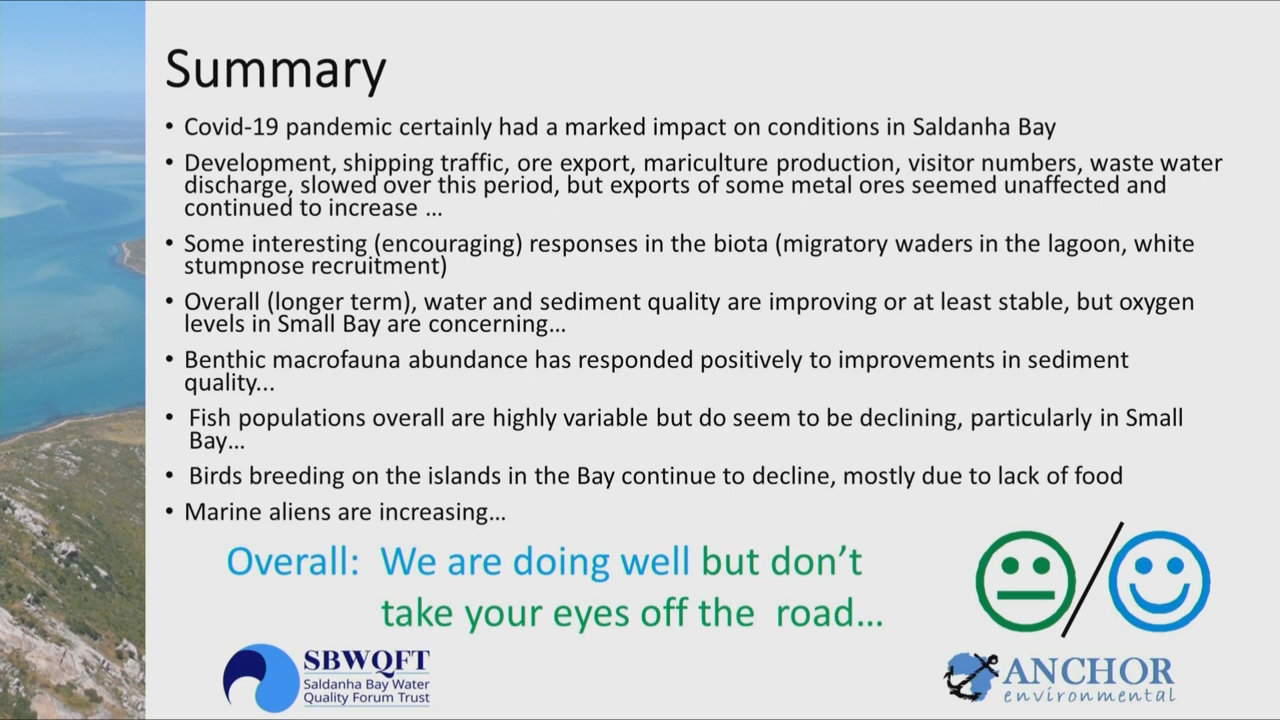 Summary
• Covid-19 pandemic certainly had a marked impact on conditions in Saldanha Bay
• Development, shipping traffic, ore export, mariculture production, visitor numbers, waste water
discharge, slowed over this period, but exports of some metal ores seemed unaffected and
continued to increase …
• Some interesting (encouraging) responses in the biota (migratory waders in the lagoon, white
stumpnose recruitment)
• Overall (longer term), water and sediment quality are improving or at least stable, but oxygen
levels in Small Bay are concerning…
• Benthic macrofauna abundance has responded positively to improvements in sediment
quality…
• Fish populations overall are highly variable but do seem to be declining, particularly in Small
Bay…
• Birds breeding on the islands in the Bay continue to decline, mostly due to lack of food
• Marine aliens are increasing…
Overall: We are doing well but don't
take your eyes off the road…
SBWQFT
Saldanha Bay Water
Quality Forum Trust
ANCHOR
environmental